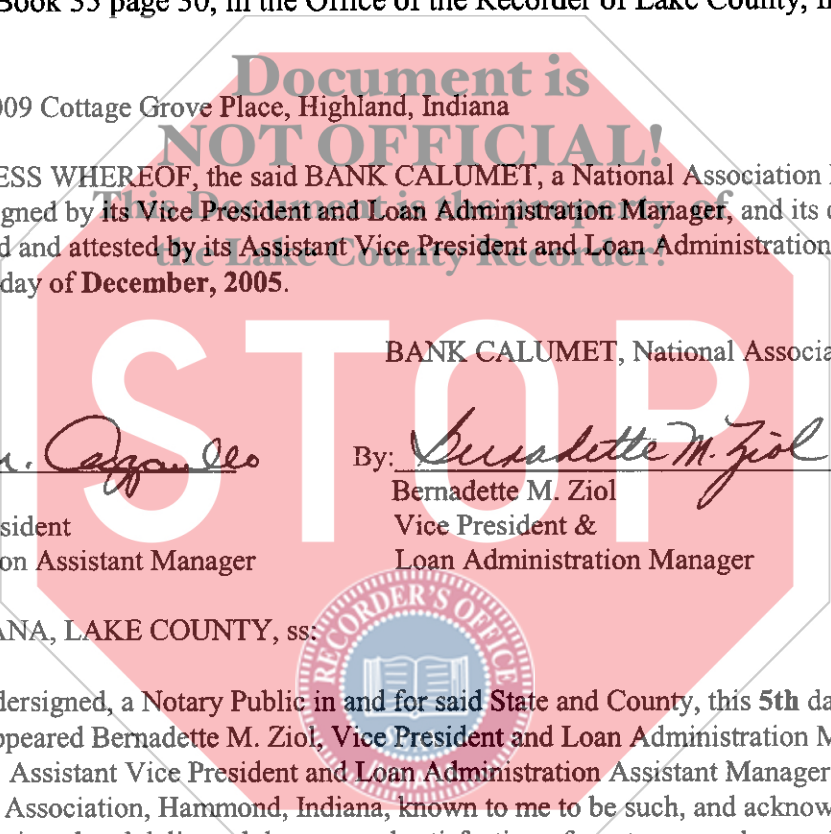 Book 35 page 30, in the Office of the Recorder of Lake County,
Document is
009 Cottage Grove Place, Highland, Indiana
NOT OFFICIAL!
ESS WHEREOF, the said BANK CALUMET, a National Association
This Document is the property of
gned by its Vice President and Loan Administration Manager, and its
the Lake County Recorder!
d and attested by its Assistant Vice President and Loan Administration
day of December, 2005.
STOP
BANK CALUMET, National Associa
By: Bernadette M. Ziol
Bernadette M. Ziol
sident
Vice President &
on Assistant Manager
Loan Administration Manager
RECORDER'S OFFICE
ANA, LAKE COUNTY, ss:
dersigned, a Notary Public in and for said State and County, this 5th da
ppeared Bernadette M. Ziol, Vice President and Loan Administration M
Assistant Vice President and Loan Administration Assistant Manager
Association, Hammond, Indiana, known to me to be such, and acknow